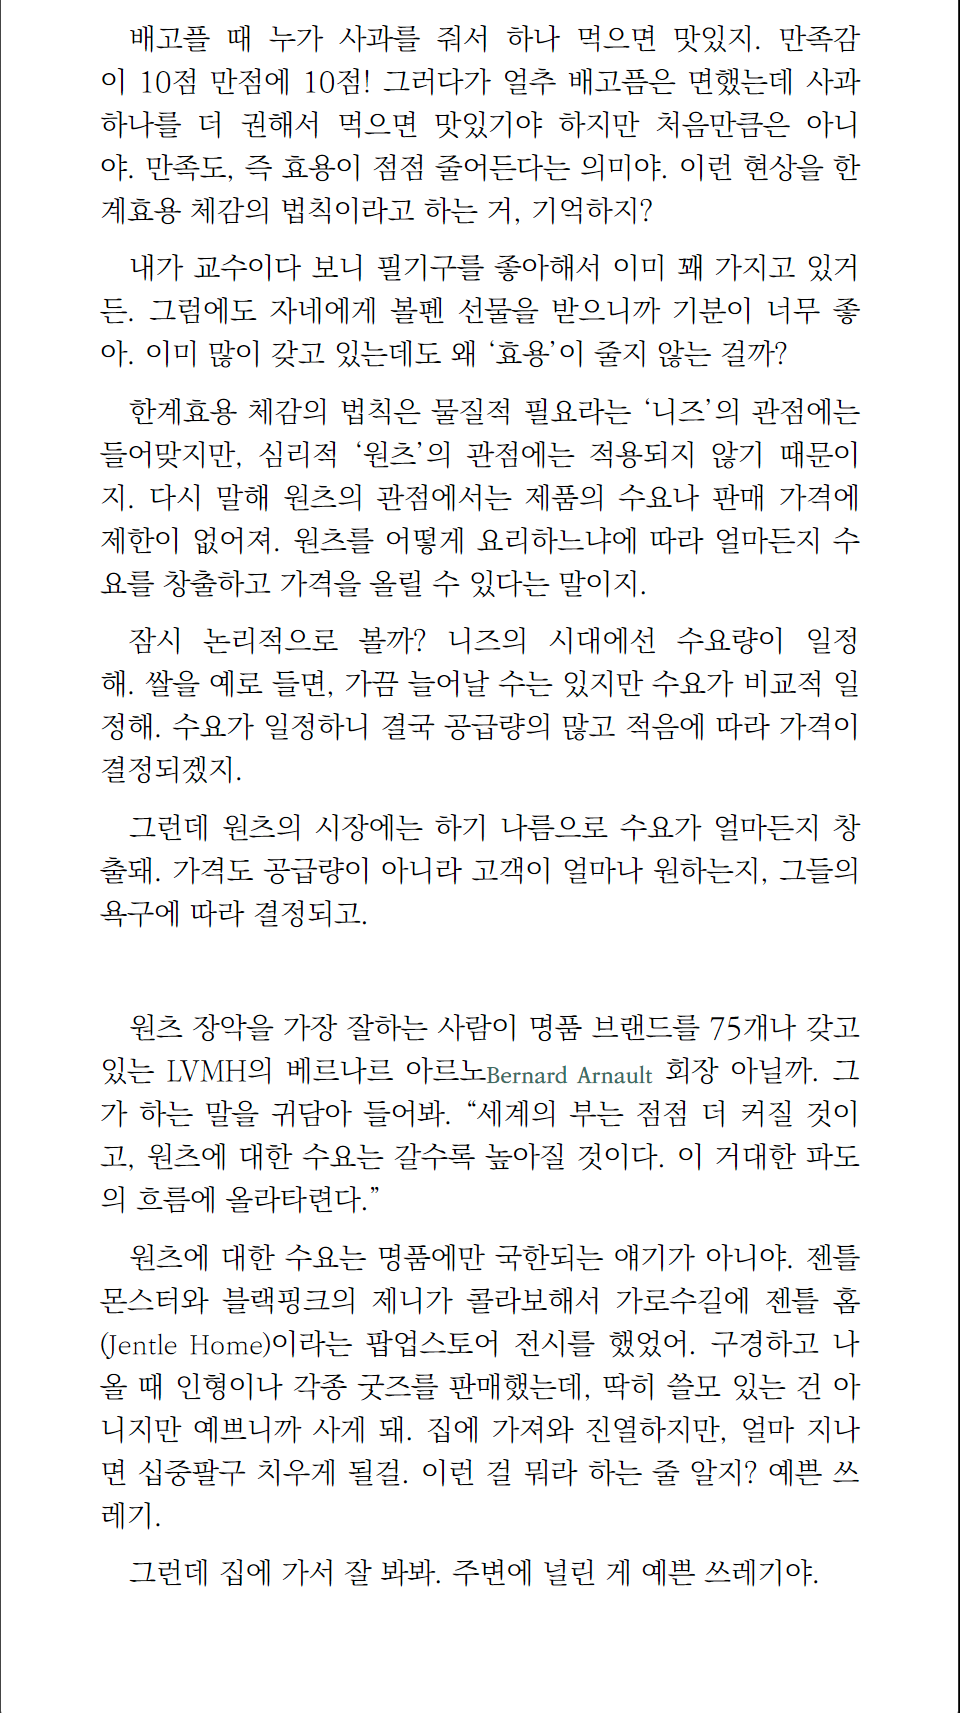 배고플 때 누가 사과를 줘서 하나 먹으면 맛있지. 만족감
이 10점 만점에 10점! 그러다가 얼추 배고픔은 면했는데 사과
하나를 더 권해서 먹으면 맛있기야 하지만 처음만큼은 아니
야. 만족도, 즉 효용이 점점 줄어든다는 의미야. 이런 현상을 한
계효용 체감의 법칙이라고 하는 거, 기억하지?
내가 교수이다 보니 필기구를 좋아해서 이미 꽤 가지고 있거
든. 그럼에도 자네에게 볼펜 선물을 받으니까 기분이 너무 좋
아. 이미 많이 갖고 있는데도 왜 ‘효용’이 줄지 않는 걸까?
한계효용 체감의 법칙은 물질적 필요라는 ‘니즈’의 관점에는
들어맞지만, 심리적 ‘원츠’의 관점에는 적용되지 않기 때문이
지. 다시 말해 원츠의 관점에서는 제품의 수요나 판매 가격에
제한이 없어져. 원츠를 어떻게 요리하느냐에 따라 얼마든지 수
요를 창출하고 가격을 올릴 수 있다는 말이지.
잠시 논리적으로 볼까? 니즈의 시대에선 수요량이 일정
해. 쌀을 예로 들면, 가끔 늘어날 수는 있지만 수요가 비교적 일
정해. 수요가 일정하니 결국 공급량의 많고 적음에 따라 가격이
결정되겠지.
그런데 원츠의 시장에는 하기 나름으로 수요가 얼마든지 창
출돼. 가격도 공급량이 아니라 고객이 얼마나 원하는지, 그들의
욕구에 따라 결정되고.
원츠 장악을 가장 잘하는 사람이 명품 브랜드를 75개나 갖고
있는 LVMH의 베르나르 아르노Bernard Arnault 회장 아닐까. 그
가 하는 말을 귀담아 들어봐. “세계의 부는 점점 더 커질 것이
고, 원츠에 대한 수요는 갈수록 높아질 것이다. 이 거대한 파도
의 흐름에 올라타련다.”
원츠에 대한 수요는 명품에만 국한되는 얘기가 아니야. 젠틀
몬스터와 블랙핑크의 제니가 콜라보해서 가로수길에 젠틀 홈
(Jentle Home)이라는 팝업스토어 전시를 했었어. 구경하고 나
올 때 인형이나 각종 굿즈를 판매했는데, 딱히 쓸모 있는 건 아
니지만 예쁘니까 사게 돼. 집에 가져와 진열하지만, 얼마 지나
면 십중팔구 치우게 될걸. 이런 걸 뭐라 하는 줄 알지? 예쁜 쓰
레기.
그런데 집에 가서 잘 봐봐. 주변에 널린 게 예쁜 쓰레기야.